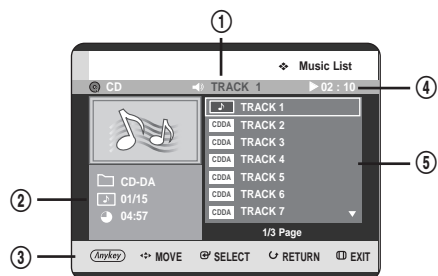 ①
Music List
CD TRACK 1 02 : 10
④
TRACK 1
CDDA TRACK 2
CDDA TRACK 3
CDDA TRACK 4
CDDA TRACK 5
CDDA TRACK 6
CDDA TRACK 7
⑤
CD-DA
② 01/15
04:57
1/3 Page
③ Anykey MOVE SELECT RETURN EXIT